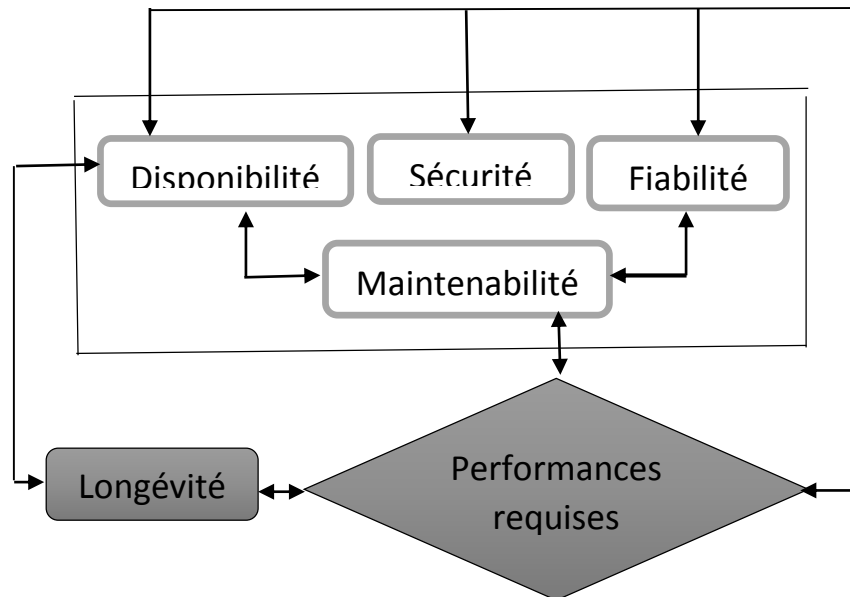 Disponibilité
Sécurité
Fiabilité
Maintenabilité
Longévité
Performances
requises